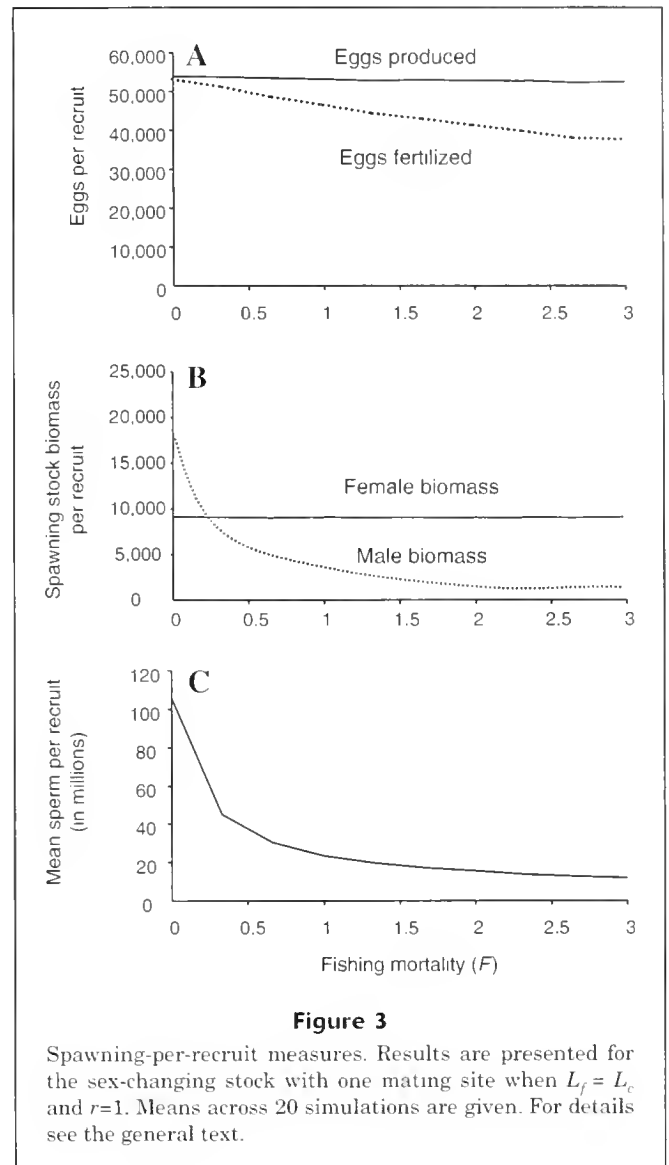 A
Eggs produced
Eggs fertilized
Eggs per recruit
60,000
50,000
40,000
30,000
20,000
10,000
0
0 0.5 1 1.5 2 2.5 3
B
Female biomass
Male biomass
Spawning stock biomass
per recruit
25,000
20,000
15,000
10,000
5,000
0
0 0.5 1 1.5 2 2.5 3
C
Mean sperm per recruit
(in millions)
120
100
80
60
40
20
0
0 0.5 1 1.5 2 2.5 3
Fishing mortality (F)
Figure 3
Spawning-per-recruit measures. Results are presented for
the sex-changing stock with one mating site when L_f = L_c
and r=1. Means across 20 simulations are given. For details
see the general text.